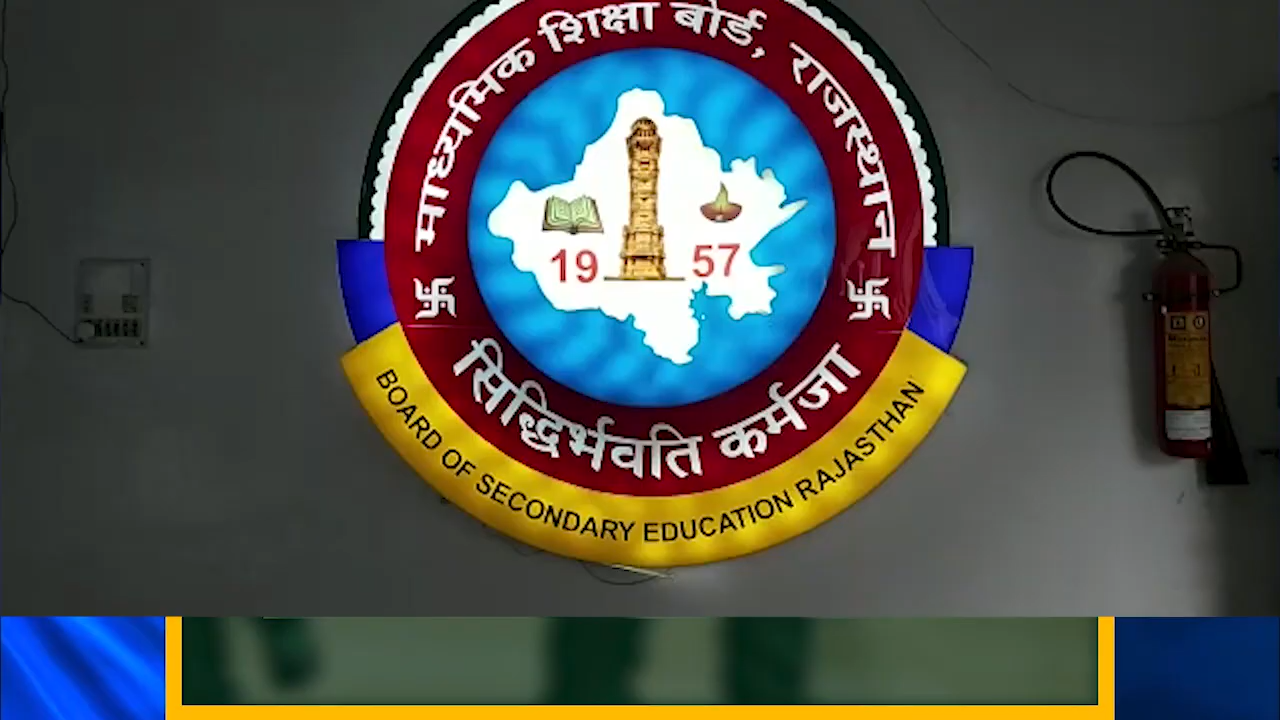 माध्यमिक शिक्षा बोर्ड, राजस्थान
19 57
सिद्धिर्भवति कर्मजा
BOARD OF SECONDARY EDUCATION RAJASTHAN